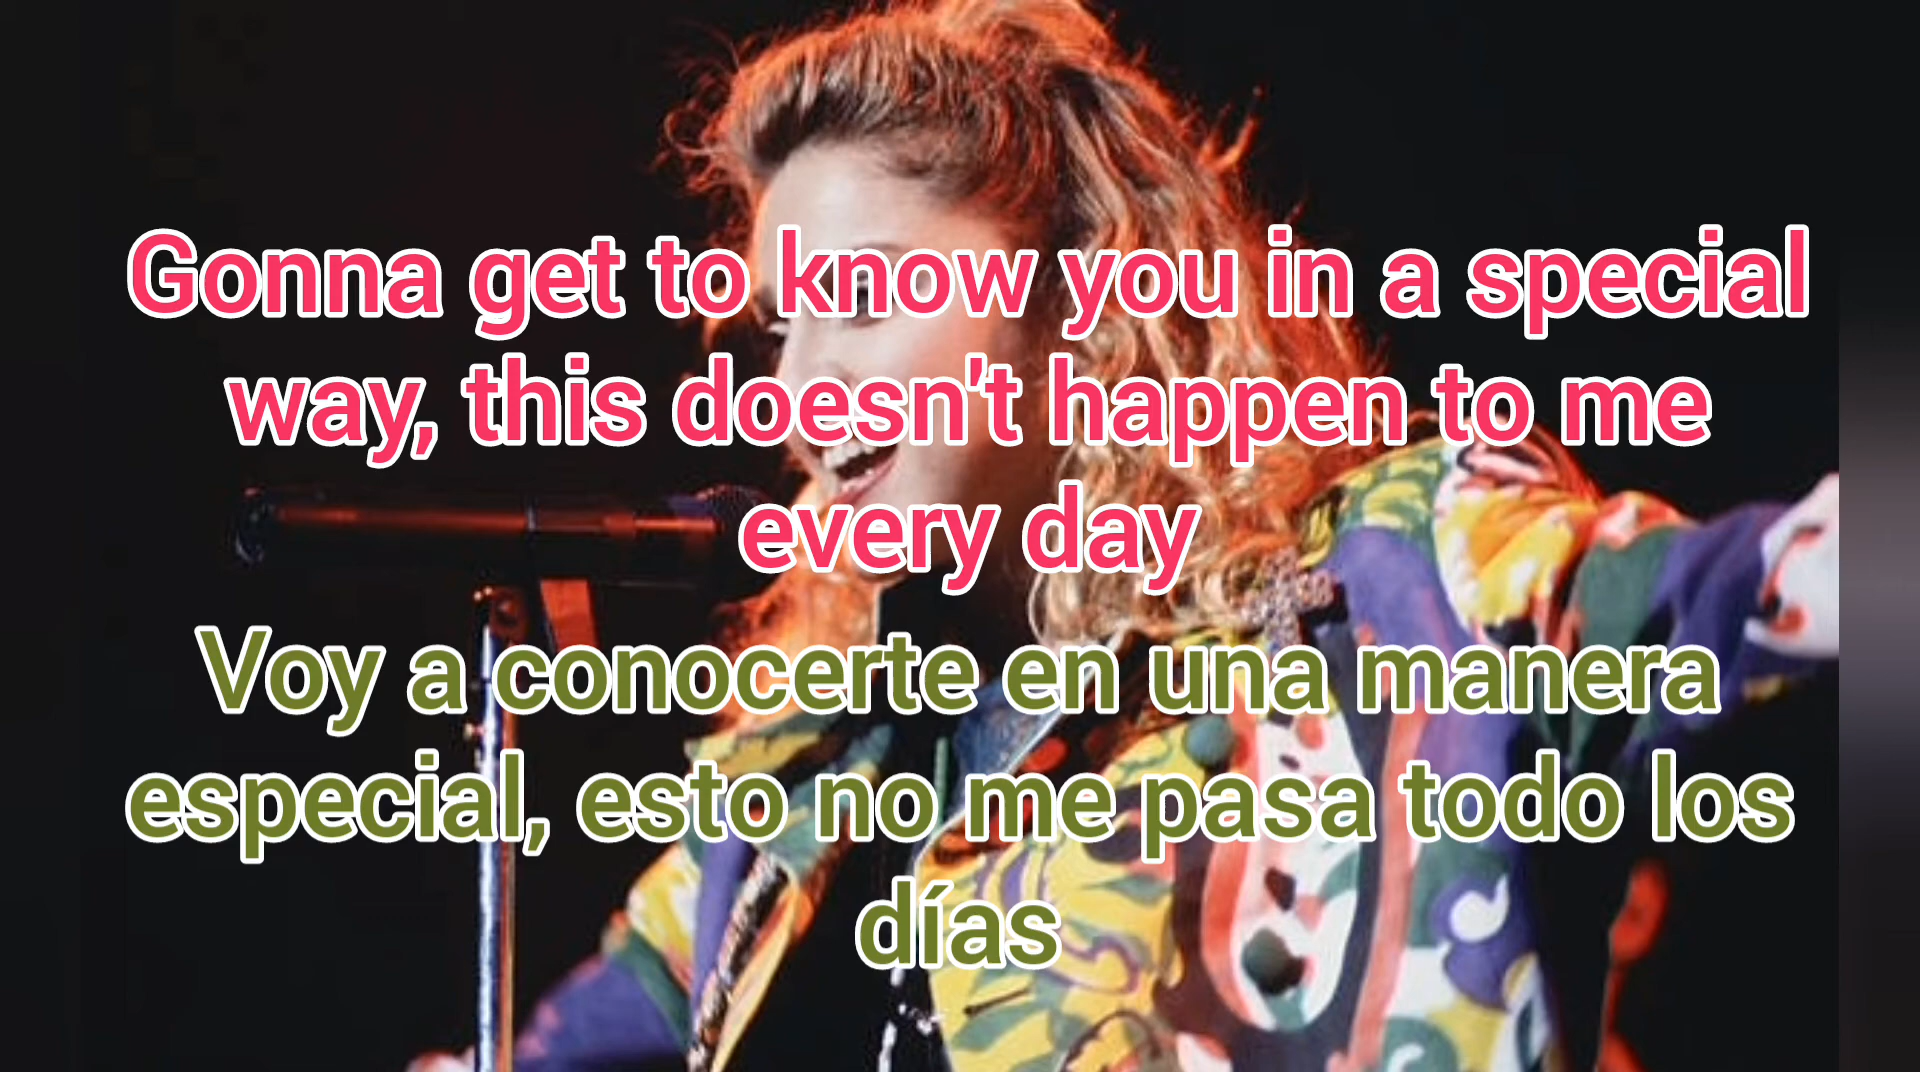 Gonna get to know you in a special
way, this doesn't happen to me
every day
Voy a conocerte en una manera
especial, esto no me pasa todo los
días